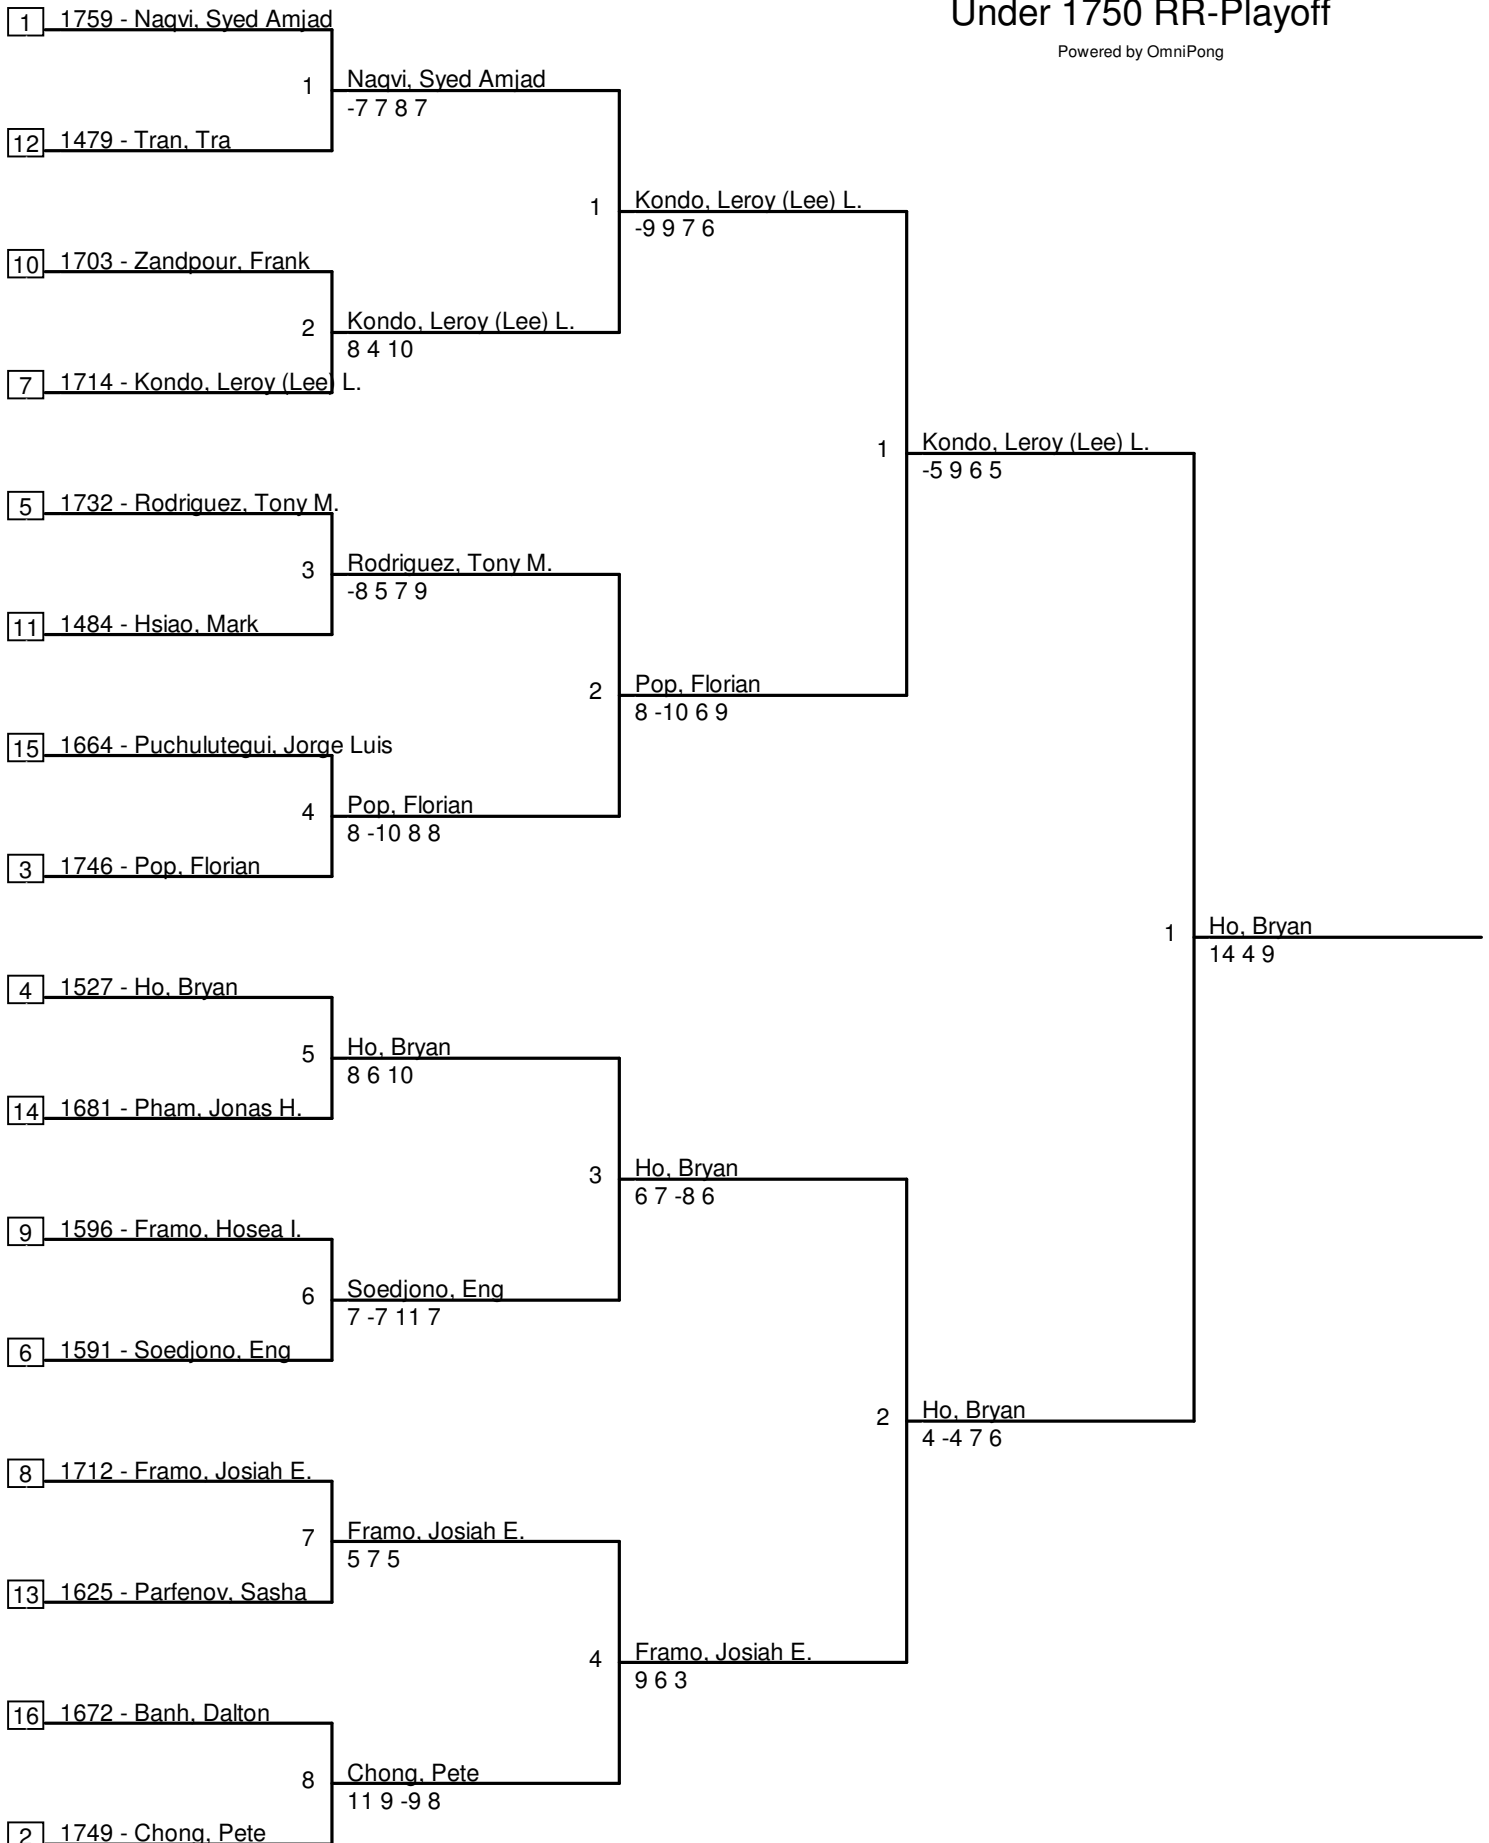 Under 1750 RR-Playoff
Powered by OmniPong
1 1759 - Naqvi, Syed Amjad
1 Naqvi, Syed Amjad
-7 7 8 7
12 1479 - Tran, Tra
1 Kondo, Leroy (Lee) L.
-9 9 7 6
10 1703 - Zandpour, Frank
2 Kondo, Leroy (Lee) L.
8 4 10
7 1714 - Kondo, Leroy (Lee) L.
1 Kondo, Leroy (Lee) L.
-5 9 6 5
5 1732 - Rodriguez, Tony M.
3 Rodriguez, Tony M.
-8 5 7 9
11 1484 - Hsiao, Mark
2 Pop, Florian
8 -10 6 9
15 1664 - Puchulutegui, Jorge Luis
4 Pop, Florian
8 -10 8 8
3 1746 - Pop, Florian
1 Ho, Bryan
14 4 9
4 1527 - Ho, Bryan
5 Ho, Bryan
8 6 10
14 1681 - Pham, Jonas H.
3 Ho, Bryan
6 7 -8 6
9 1596 - Framo, Hosea I.
6 Soedjono, Eng
7 -7 11 7
6 1591 - Soedjono, Eng
2 Ho, Bryan
4 -4 7 6
8 1712 - Framo, Josiah E.
7 Framo, Josiah E.
5 7 5
13 1625 - Parfenov, Sasha
4 Framo, Josiah E.
9 6 3
16 1672 - Banh, Dalton
8 Chong, Pete
11 9 -9 8
2 1749 - Chong, Pete